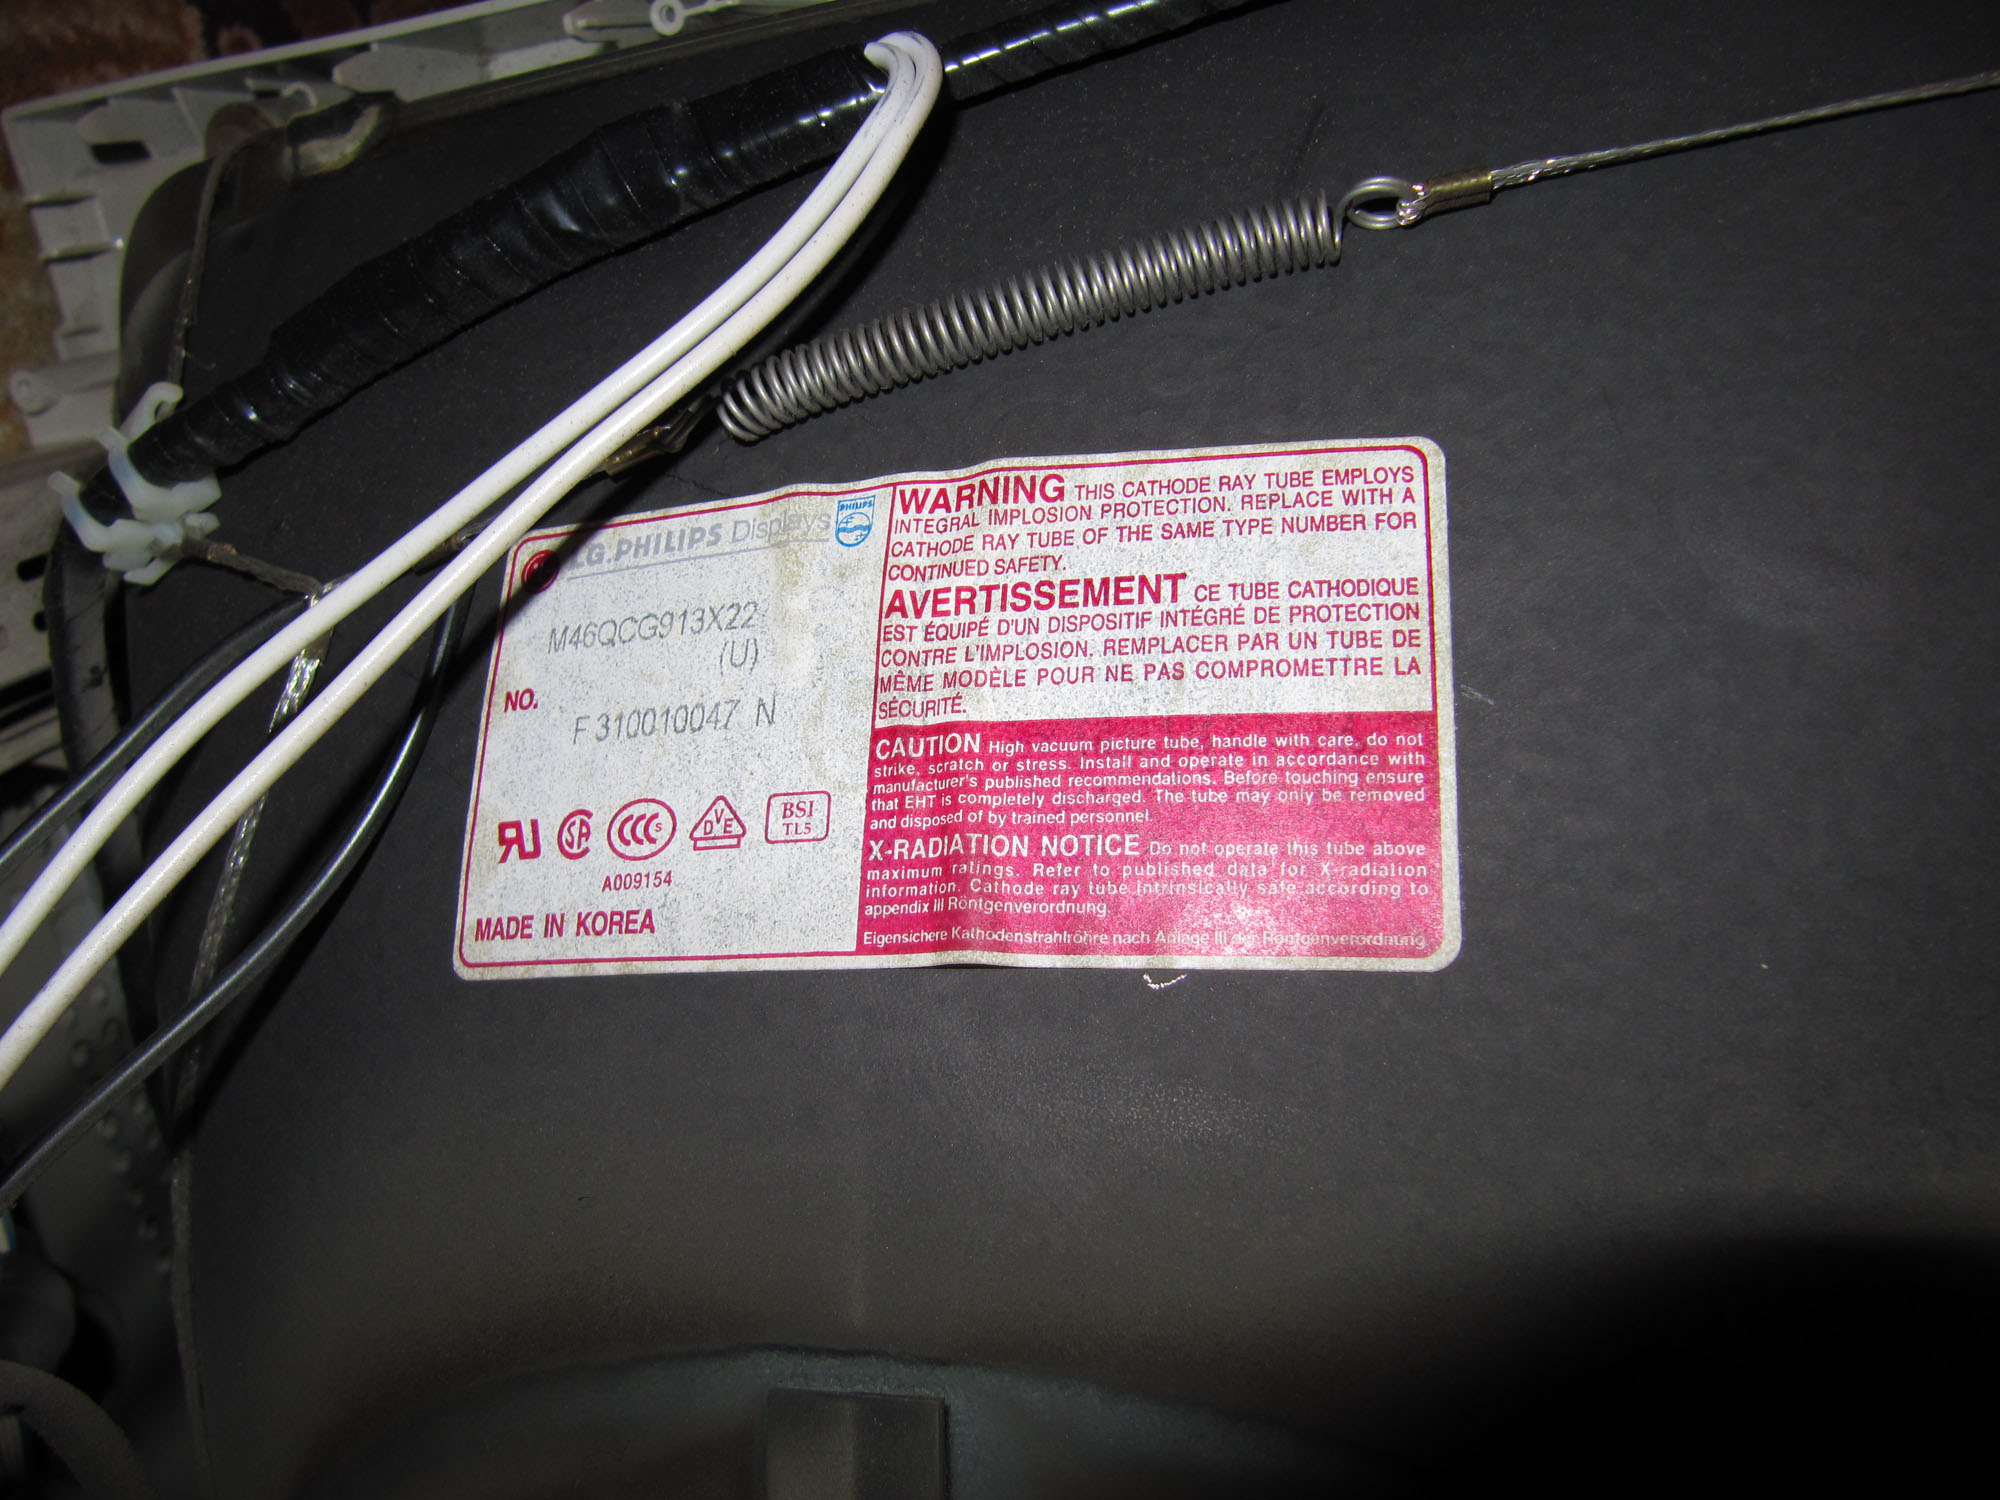 LG.PHILIPS Displays
PHILIPS
M46QCG913X22
(U)
NO.
F 310010047 N
CCC S
VDE
BSI
TL5
A009154
MADE IN KOREA
WARNING THIS CATHODE RAY TUBE EMPLOYS
INTEGRAL IMPLOSION PROTECTION. REPLACE WITH A
CATHODE RAY TUBE OF THE SAME TYPE NUMBER FOR
CONTINUED SAFETY.
AVERTISSEMENT CE TUBE CATHODIQUE
EST ÉQUIPÉ D'UN DISPOSITIF INTÉGRÉ DE PROTECTION
CONTRE L'IMPLOSION. REMPLACER PAR UN TUBE DE
MÊME MODÈLE POUR NE PAS COMPROMETTRE LA
SÉCURITÉ.
CAUTION High vacuum picture tube, handle with care, do not
strike, scratch or stress. Install and operate in accordance with
manufacturer's published recommendations. Before touching ensure
that EHT is completely discharged. The tube may only be removed
and disposed of by trained personnel.
X-RADIATION NOTICE Do not operate this tube above
maximum ratings. Refer to published data for X-radiation
information. Cathode ray tube intrinsically safe according to
appendix III Röntgenverordnung.
Eigensichere Kathodenstrahlröhre nach Anlage III der Röntgenverordnung